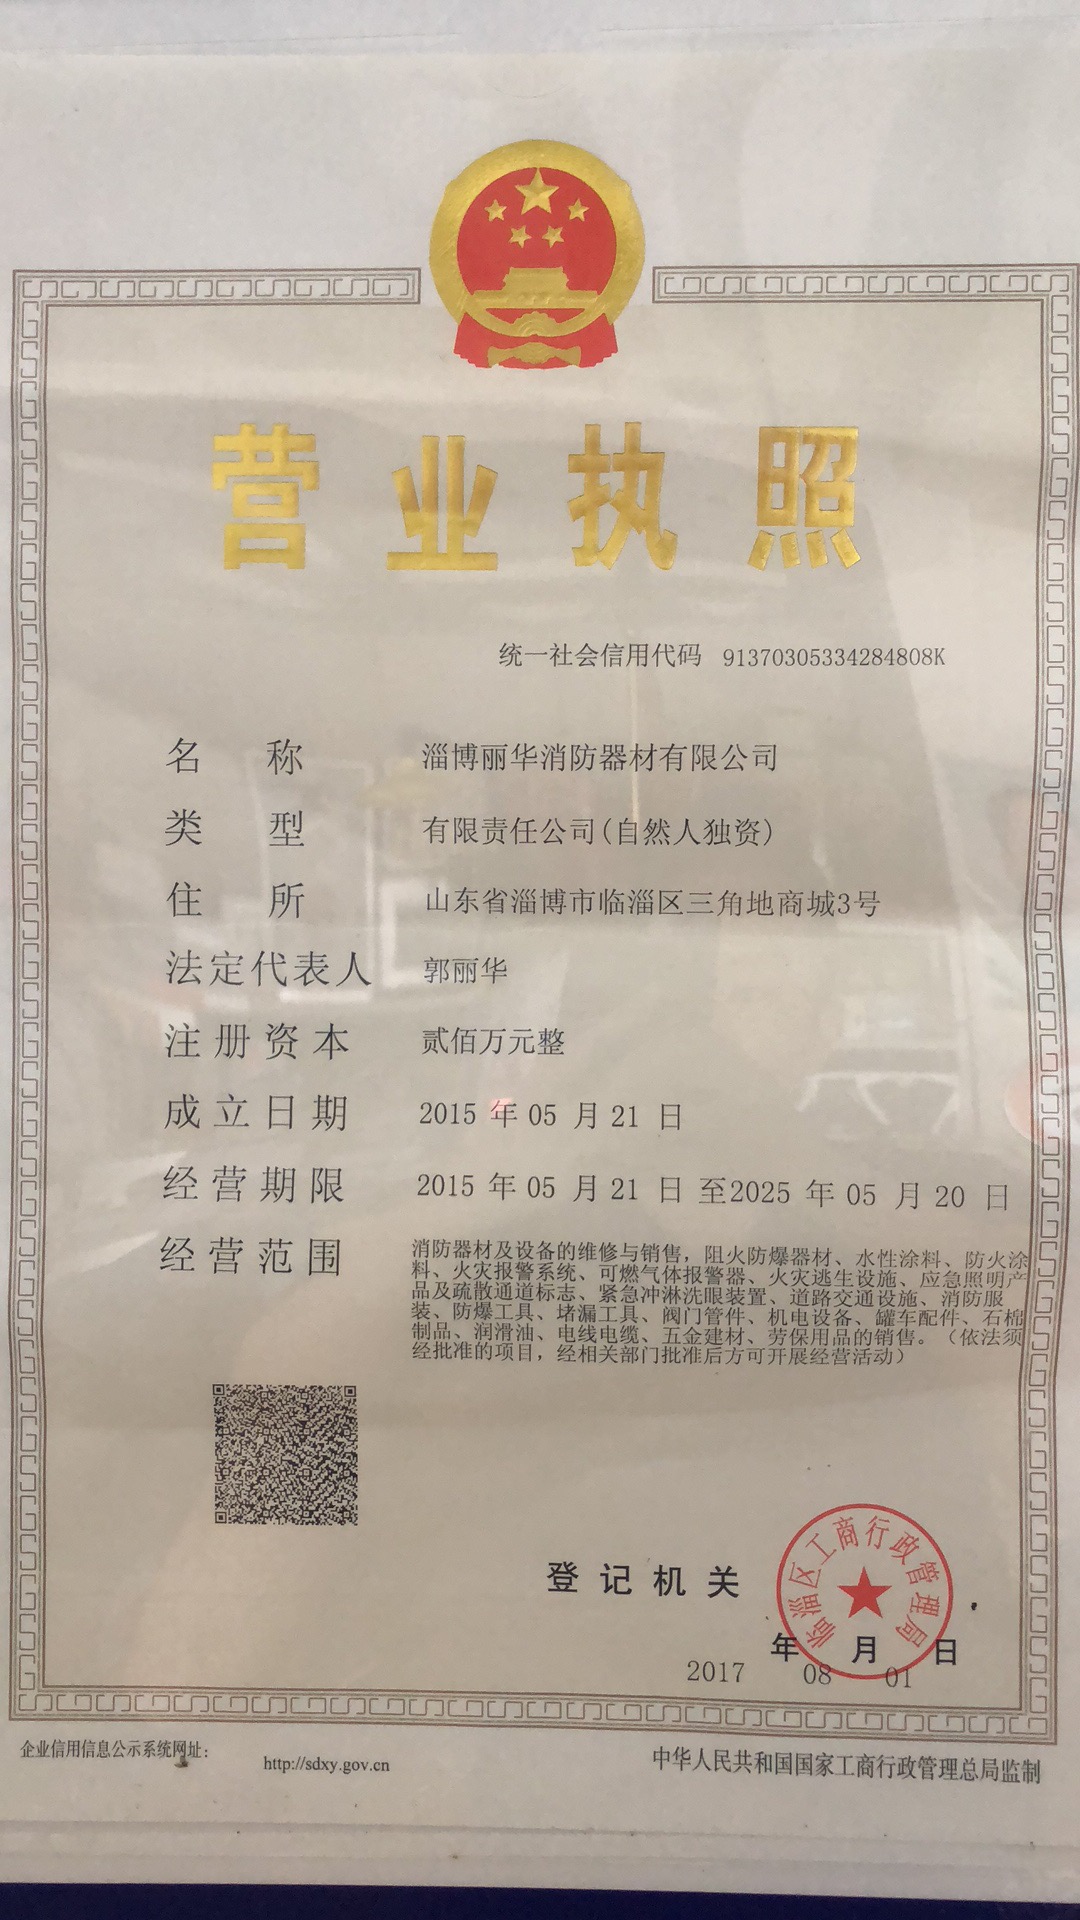 营业执照
统一社会信用代码 91370305334284808K
名称 淄博丽华消防器材有限公司
类型 有限责任公司(自然人独资)
住所 山东省淄博市临淄区三角地商城3号
法定代表人 郭丽华
注册资本 贰佰万元整
成立日期 2015 年 05 月 21 日
经营期限 2015 年 05 月 21 日 至2025 年 05 月 20 日
经营范围 消防器材及设备的维修与销售，阻火防爆器材、水性涂料、防火涂
料、火灾报警系统、可燃气体报警器、火灾逃生设施、应急照明产
品及疏散通道标志、紧急冲淋洗眼装置、道路交通设施、消防服
装、防爆工具、堵漏工具、阀门管件、机电设备、罐车配件、石棉
制品、润滑油、电线电缆、五金建材、劳保用品的销售。（依法须
经批准的项目，经相关部门批准后方可开展经营活动）
登记机关
临淄区工商行政管理局
年 月 日
2017 08 01
企业信用信息公示系统网址： http://sdxy.gov.cn
中华人民共和国国家工商行政管理总局监制